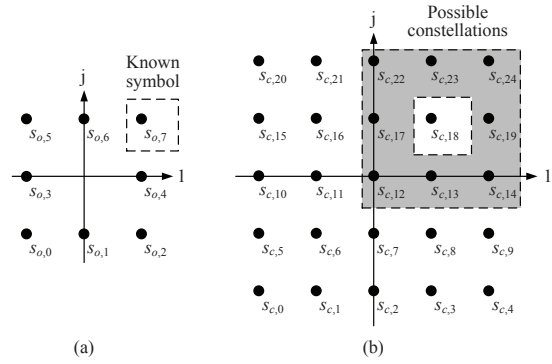 Possible
constellations
j
j
Known
symbol
s_{c,20} s_{c,21} s_{c,22} s_{c,23} s_{c,24}
s_{o,5} s_{o,6} s_{o,7}
s_{c,15} s_{c,16} s_{c,17} s_{c,18} s_{c,19}
1
1
s_{o,3} s_{o,4}
s_{c,10} s_{c,11} s_{c,12} s_{c,13} s_{c,14}
s_{o,0} s_{o,1} s_{o,2}
s_{c,5} s_{c,6} s_{c,7} s_{c,8} s_{c,9}
s_{c,0} s_{c,1} s_{c,2} s_{c,3} s_{c,4}
(a)
(b)